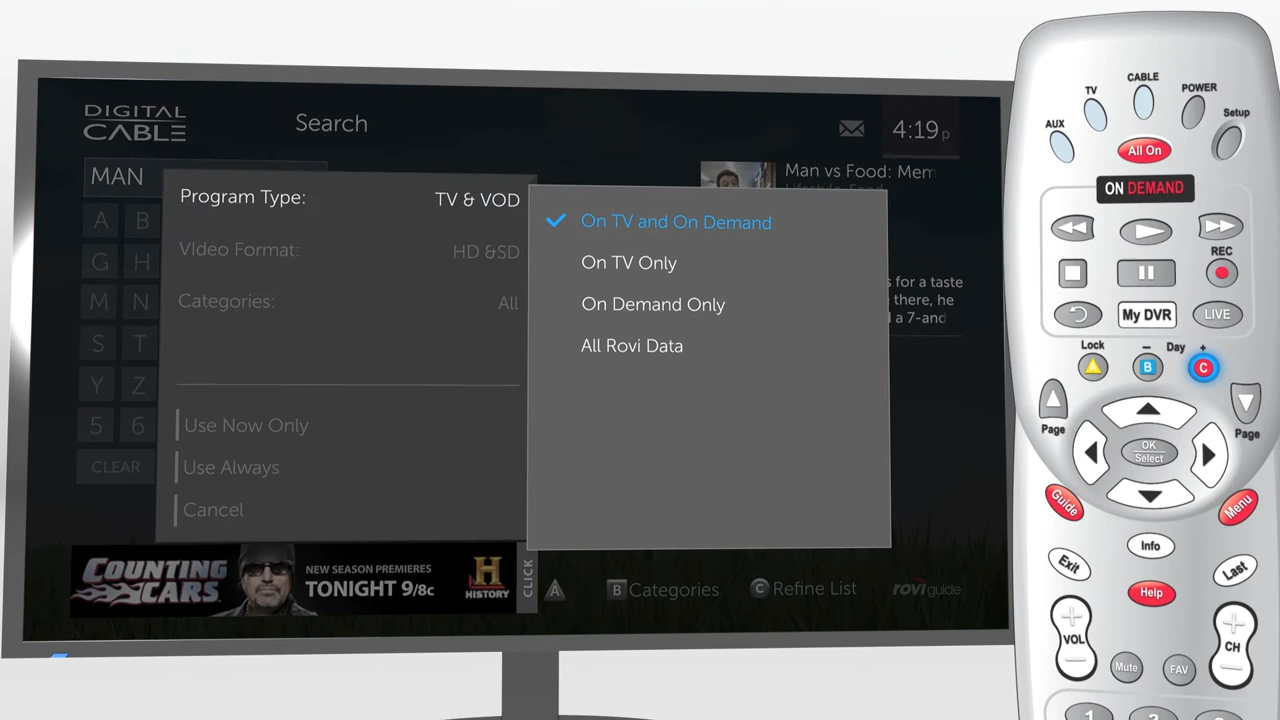 DIGITAL
CABLE
Search
4:19p
MAN
A B
G H
M N
S T
Y Z
5 6
CLEAR
Program Type: TV & VOD
VIdeo Format: HD &SD
Categories: All
Use Now Only
Use Always
Cancel
On TV and On Demand
On TV Only
On Demand Only
All Rovi Data
Man vs Food: Mem
Lifestyle, Food
s for a taste
there, he
l a 7-and
COUNTING
CARS
NEW SEASON PREMIERES
TONIGHT 9/8c
H
HISTORY
CLICK
A
B Categories
C Refine List
rovi guide
AUX
TV
CABLE
POWER
Setup
All On
ON DEMAND
REC
My DVR
LIVE
Lock
- Day +
A
B
C
Page
Page
OK
Select
Guide
Menu
Info
Exit
Last
Help
+
VOL
-
Mute
FAV
+
CH
-
1